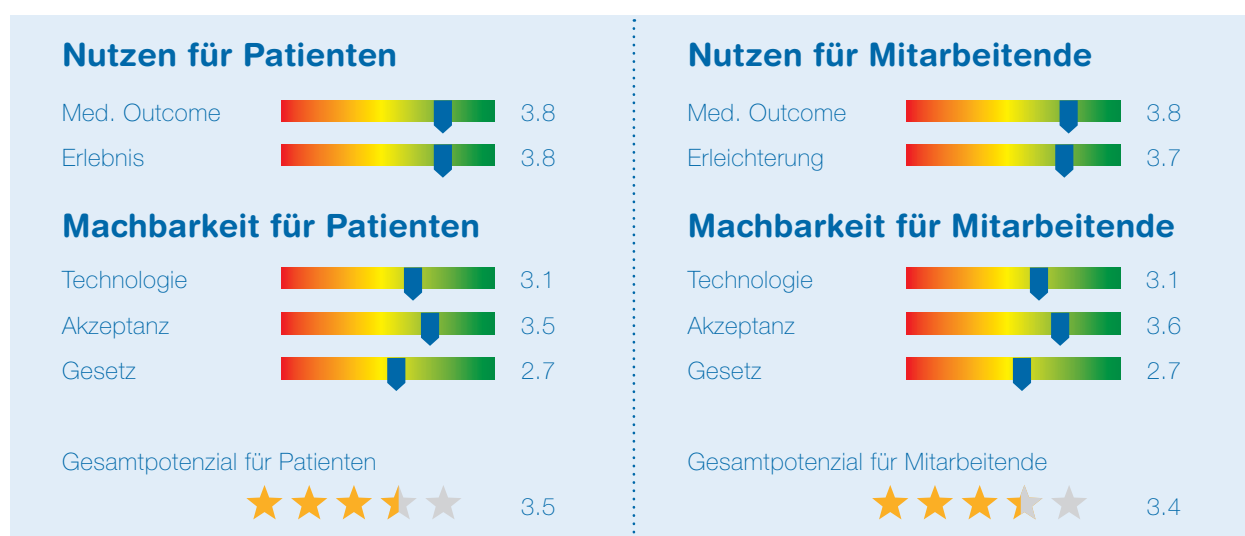 Nutzen für Patienten
Med. Outcome 3.8
Erlebnis 3.8
Machbarkeit für Patienten
Technologie 3.1
Akzeptanz 3.5
Gesetz 2.7
Gesamtpotenzial für Patienten
3.5
Nutzen für Mitarbeitende
Med. Outcome 3.8
Erleichterung 3.7
Machbarkeit für Mitarbeitende
Technologie 3.1
Akzeptanz 3.6
Gesetz 2.7
Gesamtpotenzial für Mitarbeitende
3.4